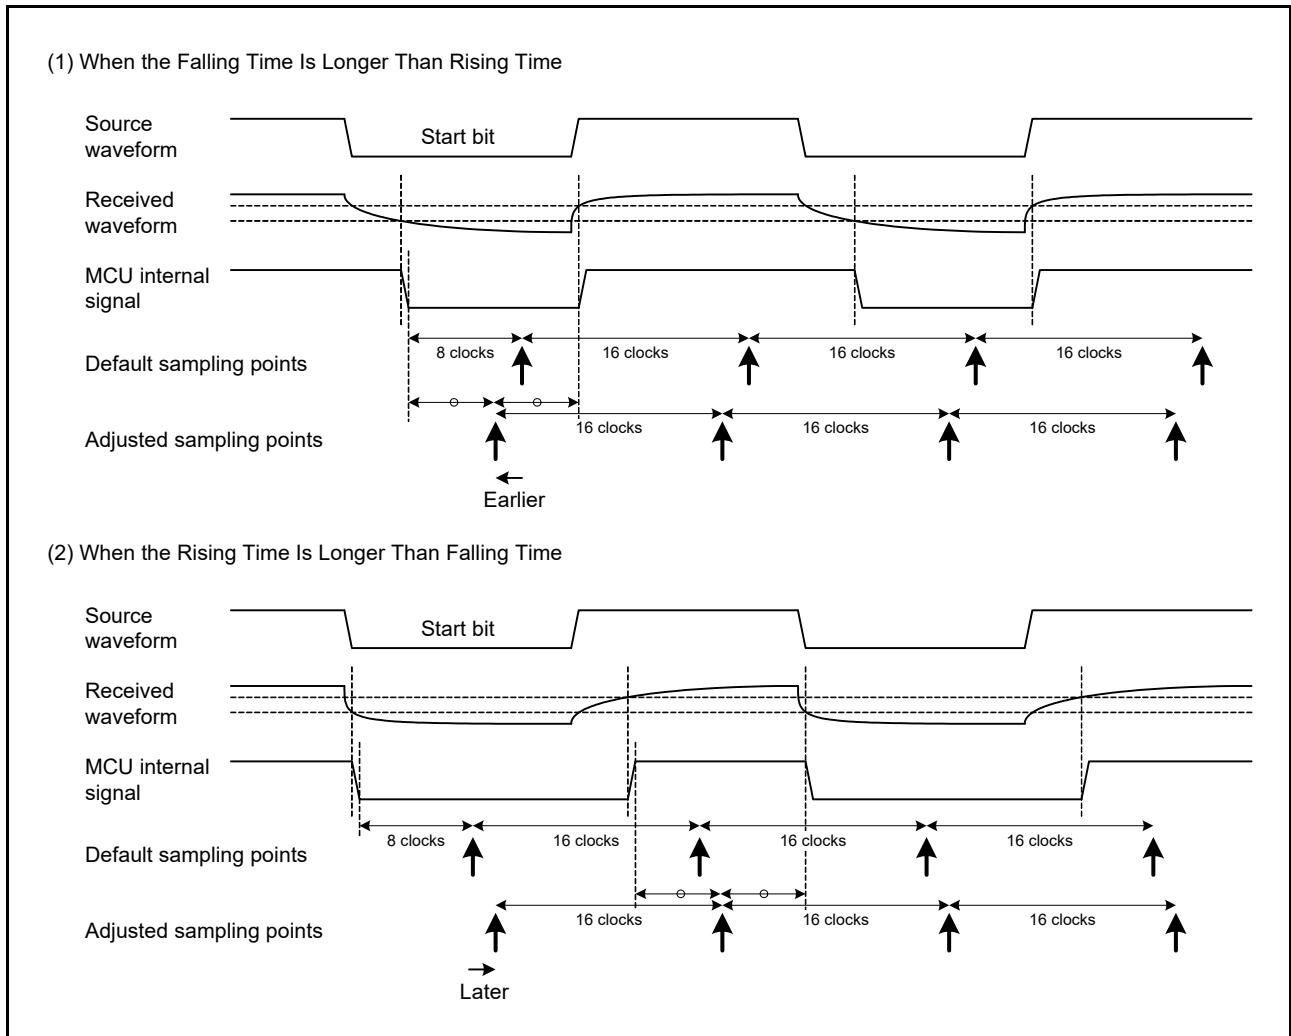 (1) When the Falling Time Is Longer Than Rising Time
Source
waveform
Start bit
Received
waveform
MCU internal
signal
8 clocks
16 clocks
16 clocks
16 clocks
Default sampling points
16 clocks
16 clocks
16 clocks
Adjusted sampling points
Earlier
(2) When the Rising Time Is Longer Than Falling Time
Source
waveform
Start bit
Received
waveform
MCU internal
signal
8 clocks
16 clocks
16 clocks
16 clocks
Default sampling points
16 clocks
16 clocks
16 clocks
Adjusted sampling points
Later